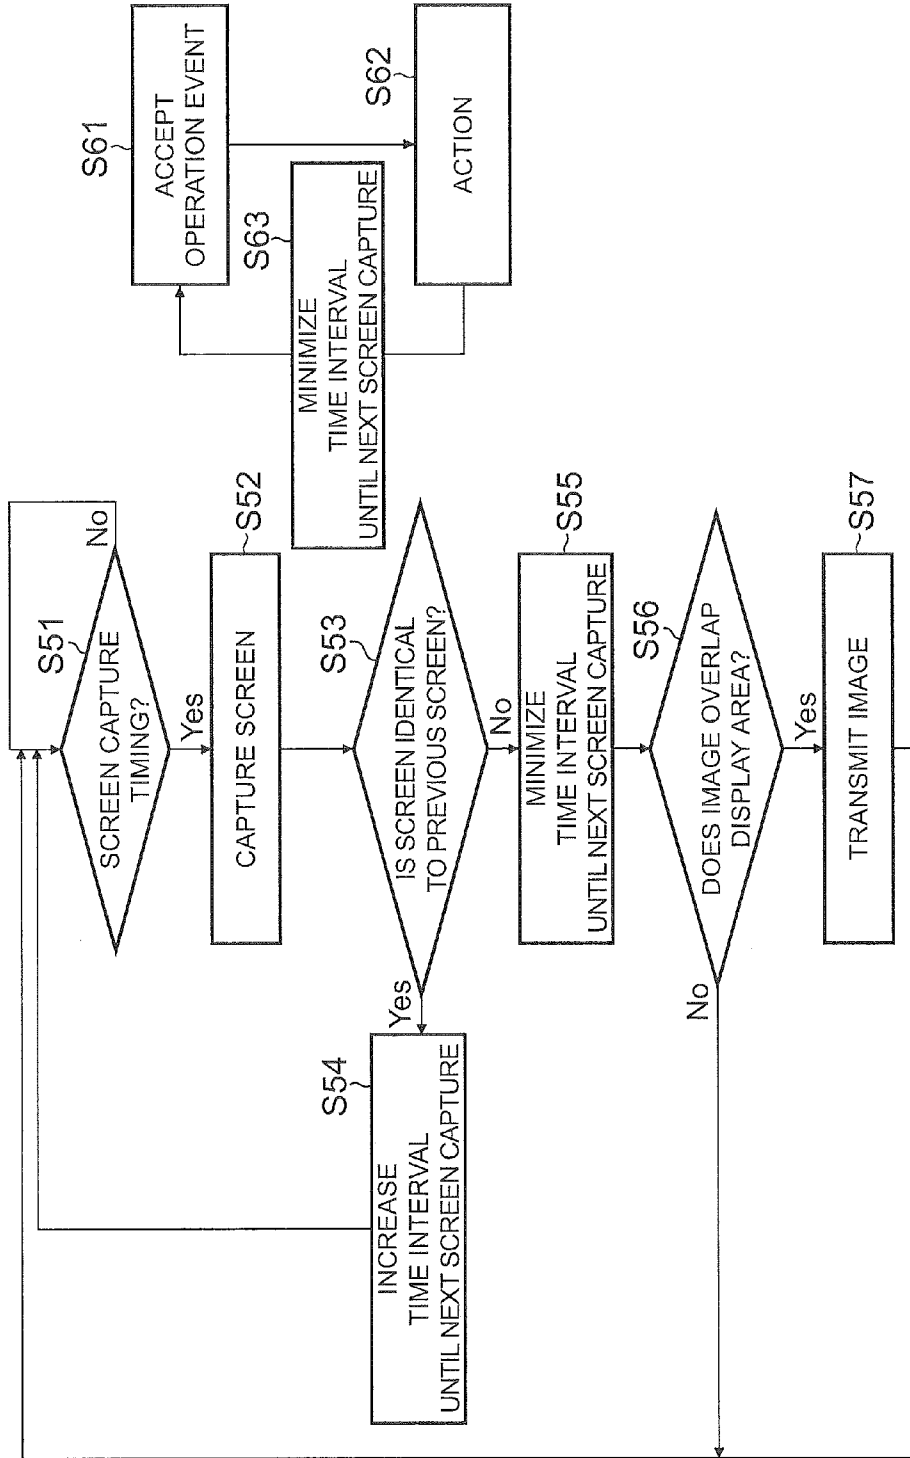 S51
SCREEN CAPTURE
TIMING?
No
Yes
S52
CAPTURE SCREEN
S53
IS SCREEN IDENTICAL
TO PREVIOUS SCREEN?
Yes
No
S54
INCREASE
TIME INTERVAL
UNTIL NEXT SCREEN CAPTURE
S55
MINIMIZE
TIME INTERVAL
UNTIL NEXT SCREEN CAPTURE
S56
DOES IMAGE OVERLAP
DISPLAY AREA?
No
Yes
S57
TRANSMIT IMAGE
S61
ACCEPT
OPERATION EVENT
S62
ACTION
S63
MINIMIZE
TIME INTERVAL
UNTIL NEXT SCREEN CAPTURE